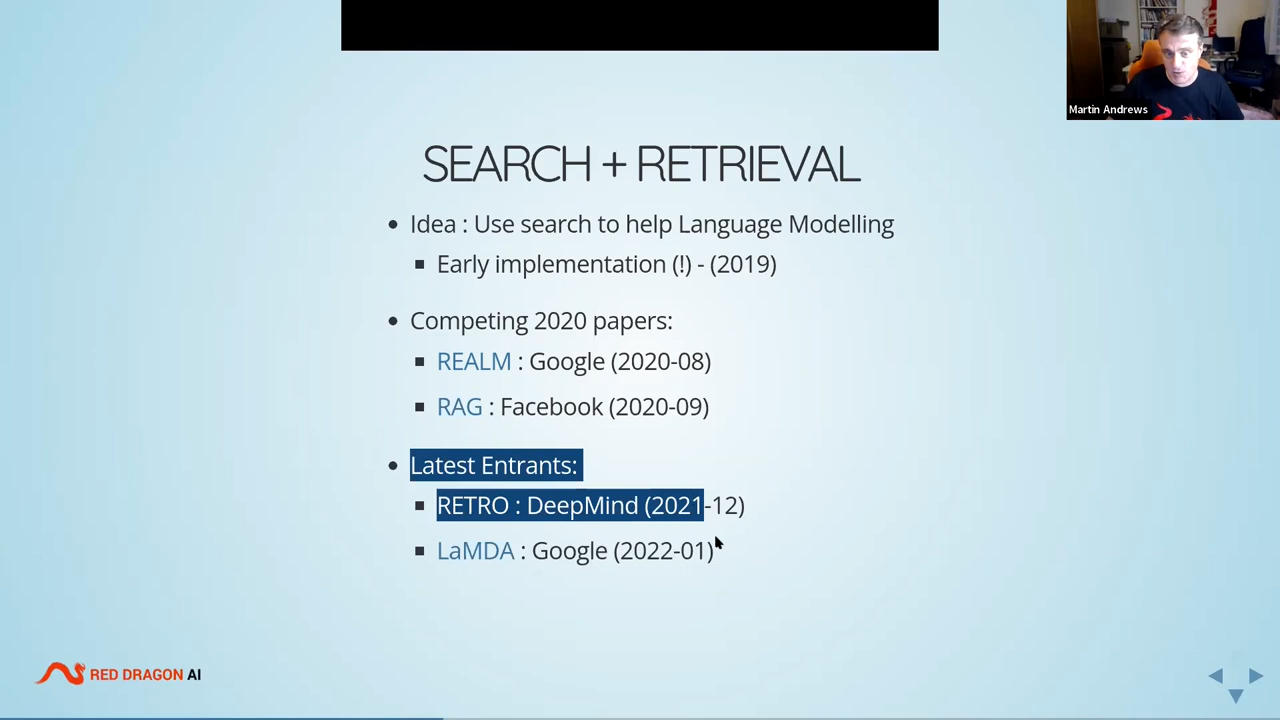 Martin Andrews
SEARCH + RETRIEVAL
Idea : Use search to help Language Modelling
Early implementation (!) - (2019)
Competing 2020 papers:
REALM : Google (2020-08)
RAG : Facebook (2020-09)
Latest Entrants:
RETRO : DeepMind (2021-12)
LaMDA : Google (2022-01)
RED DRAGON AI